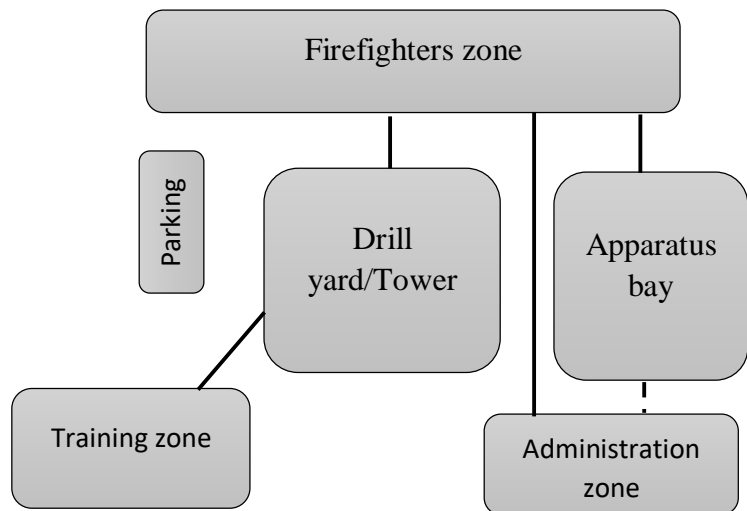 Firefighters zone
Parking
Drill
yard/Tower
Apparatus
bay
Training zone
Administration
zone